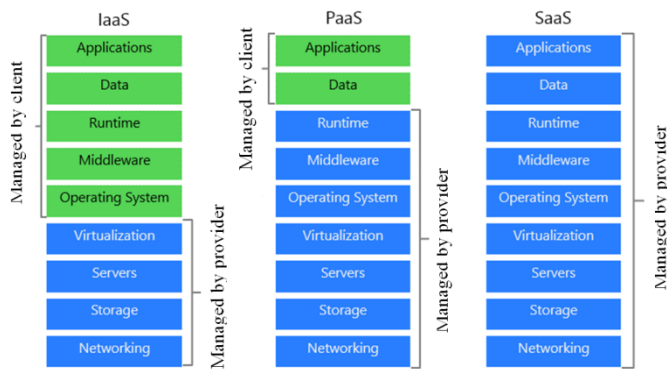 IaaS
Managed by client
Applications
Data
Runtime
Middleware
Operating System
Virtualization
Servers
Storage
Networking
Managed by provider
PaaS
Managed by client
Applications
Data
Runtime
Middleware
Operating System
Virtualization
Servers
Storage
Networking
Managed by provider
SaaS
Applications
Data
Runtime
Middleware
Operating System
Virtualization
Servers
Storage
Networking
Managed by provider